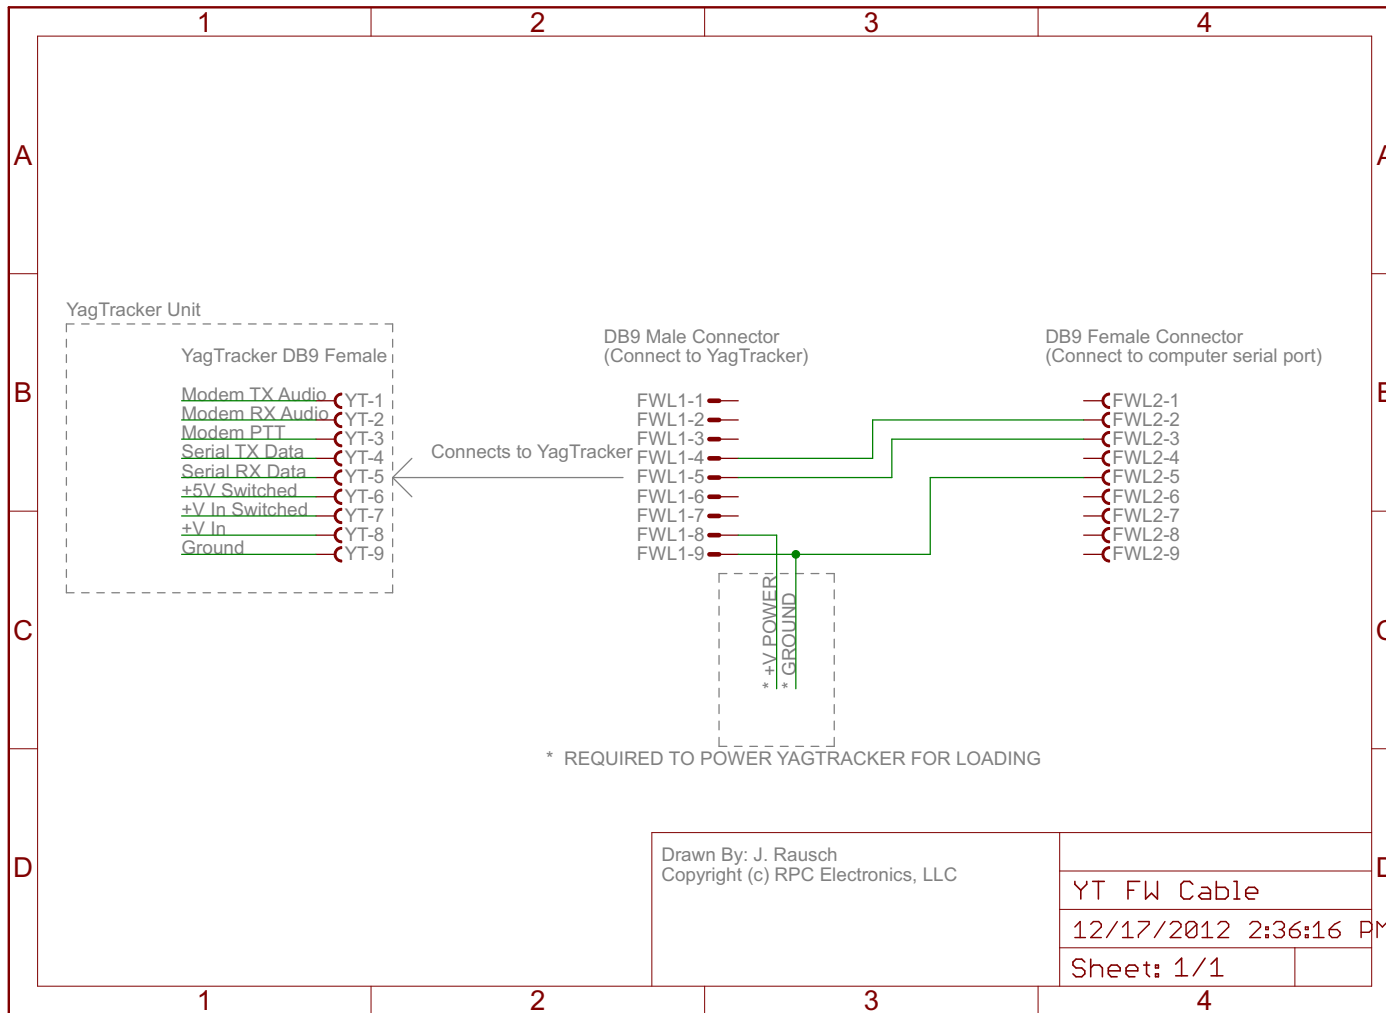 1 2 3 4
A A
YagTracker Unit
YagTracker DB9 Female
Modem TX Audio YT-1
Modem RX Audio YT-2
Modem PTT YT-3
Serial TX Data YT-4
Serial RX Data YT-5
+5V Switched YT-6
+V In Switched YT-7
+V In YT-8
Ground YT-9
Connects to YagTracker
DB9 Male Connector
(Connect to YagTracker)
FWL1-1
FWL1-2
FWL1-3
FWL1-4
FWL1-5
FWL1-6
FWL1-7
FWL1-8
FWL1-9
DB9 Female Connector
(Connect to computer serial port)
FWL2-1
FWL2-2
FWL2-3
FWL2-4
FWL2-5
FWL2-6
FWL2-7
FWL2-8
FWL2-9
B B
* +V POWER
* GROUND
C C
* REQUIRED TO POWER YAGTRACKER FOR LOADING
D D
Drawn By: J. Rausch
Copyright (c) RPC Electronics, LLC
YT FW Cable
12/17/2012 2:36:16 PM
Sheet: 1/1
1 2 3 4